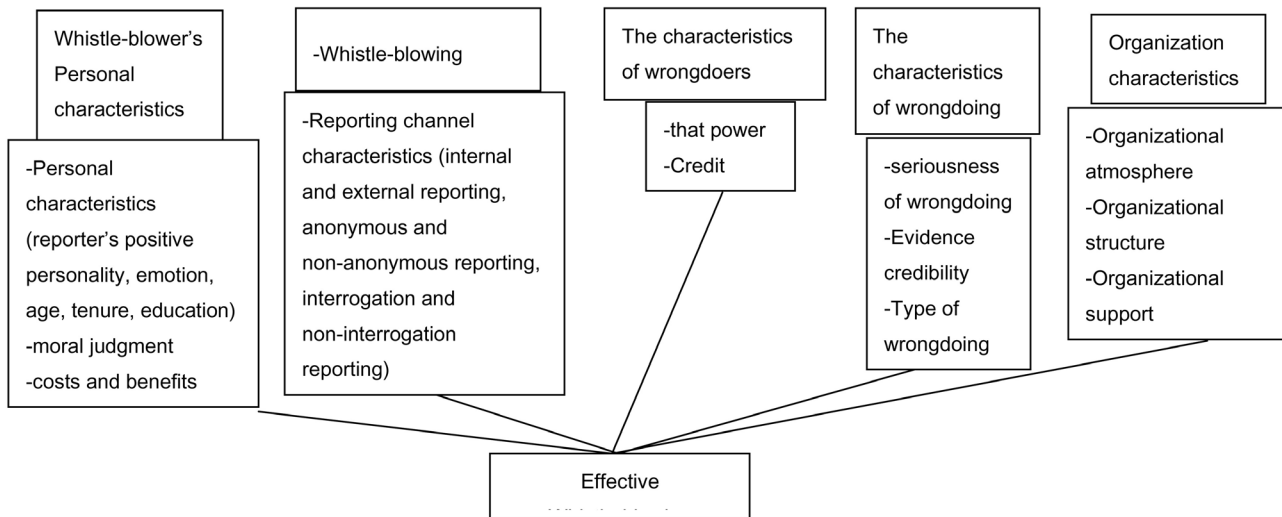 Whistle-blower's
Personal
characteristics
-Personal
characteristics
(reporter's positive
personality, emotion,
age, tenure, education)
-moral judgment
-costs and benefits
-Whistle-blowing
-Reporting channel
characteristics (internal
and external reporting,
anonymous and
non-anonymous reporting,
interrogation and
non-interrogation
reporting)
The characteristics
of wrongdoers
-that power
-Credit
The
characteristics
of wrongdoing
-seriousness
of wrongdoing
-Evidence
credibility
-Type of
wrongdoing
Organization
characteristics
-Organizational
atmosphere
-Organizational
structure
-Organizational
support
Effective